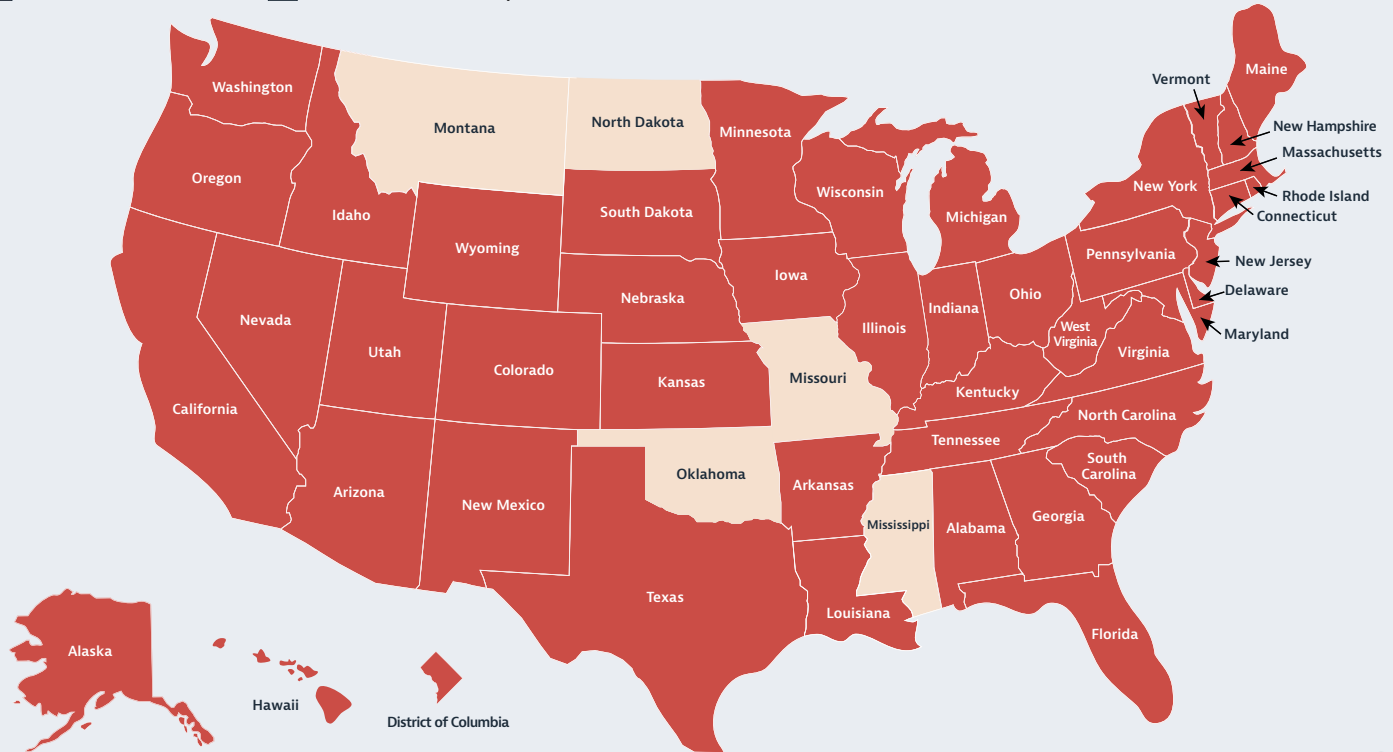 Maine
Vermont
Washington
Montana
North Dakota
Minnesota
New Hampshire
Massachusetts
Oregon
Idaho
South Dakota
Wisconsin
New York
Michigan
Rhode Island
Connecticut
Wyoming
Pennsylvania
New Jersey
Iowa
Nebraska
Ohio
Indiana
Delaware
Nevada
Illinois
West
Virginia
Maryland
Utah
Colorado
Kansas
Missouri
Virginia
Kentucky
California
North Carolina
Tennessee
South
Carolina
Oklahoma
Arizona
New Mexico
Arkansas
Mississippi
Alabama
Georgia
Texas
Louisiana
Florida
Alaska
Hawaii
District of Columbia